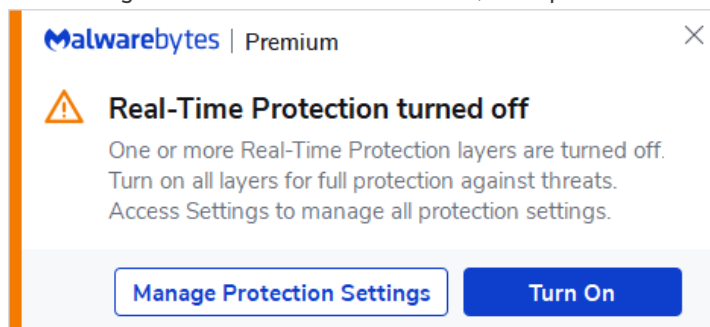 Malwarebytes | Premium
Real-Time Protection turned off
One or more Real-Time Protection layers are turned off.
Turn on all layers for full protection against threats.
Access Settings to manage all protection settings.
Manage Protection Settings
Turn On